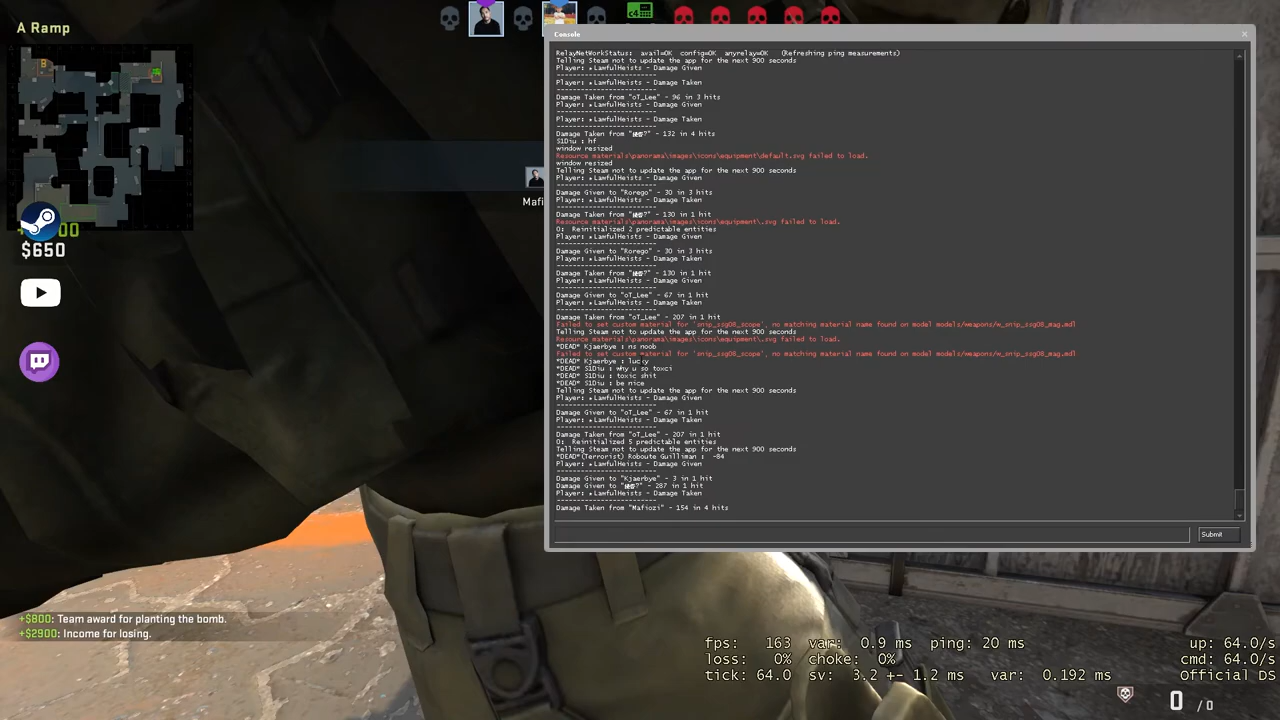 A Ramp
B
$650
Mafi
Console
RelayNetWorkStatus: avail=OK config=OK anyrelay=OK (Refreshing ping measurements)
Telling Steam not to update the app for the next 900 seconds
Player: LawfulHeists - Damage Given
-------------------------
Player: LawfulHeists - Damage Taken
-------------------------
Damage Taken from "oT_Lee" - 96 in 3 hits
Player: LawfulHeists - Damage Given
-------------------------
Player: LawfulHeists - Damage Taken
-------------------------
Damage Taken from "?" - 132 in 4 hits
S1Diu : hf
window resized
Resource materials\panorama\images\icons\equipment\default.svg failed to load.
window resized
Telling Steam not to update the app for the next 900 seconds
Player: LawfulHeists - Damage Given
-------------------------
Damage Given to "Rorego" - 30 in 3 hits
Player: LawfulHeists - Damage Taken
-------------------------
Damage Taken from "?" - 130 in 1 hit
Resource materials\panorama\images\icons\equipment\.svg failed to load.
0: Reinitialized 2 predictable entities
Player: LawfulHeists - Damage Given
-------------------------
Damage Given to "Rorego" - 30 in 3 hits
Player: LawfulHeists - Damage Taken
-------------------------
Damage Taken from "?" - 130 in 1 hit
Player: LawfulHeists - Damage Given
-------------------------
Damage Given to "oT_Lee" - 67 in 1 hit
Player: LawfulHeists - Damage Taken
-------------------------
Damage Taken from "oT_Lee" - 207 in 1 hit
Failed to set custom material for 'snip_ssg08_scope', no matching material name found on model models/weapons/w_snip_ssg08_mag.mdl
Telling Steam not to update the app for the next 900 seconds
Resource materials\panorama\images\icons\equipment\.svg failed to load.
*DEAD* Kjaerbye : ns noob
Failed to set custom material for 'snip_ssg08_scope', no matching material name found on model models/weapons/w_snip_ssg08_mag.mdl
*DEAD* Kjaerbye : lucky
*DEAD* S1Diu : why u so toxci
*DEAD* S1Diu : toxic shit
*DEAD* S1Diu : be nice
Telling Steam not to update the app for the next 900 seconds
Player: LawfulHeists - Damage Given
-------------------------
Damage Given to "oT_Lee" - 67 in 1 hit
Player: LawfulHeists - Damage Taken
-------------------------
Damage Taken from "oT_Lee" - 207 in 1 hit
0: Reinitialized 5 predictable entities
Telling Steam not to update the app for the next 900 seconds
*DEAD*(Terrorist) Roboute Guilliman : -84
Player: LawfulHeists - Damage Given
-------------------------
Damage Given to "Kjaerbye" - 3 in 1 hit
Damage Given to "?" - 287 in 1 hit
Player: LawfulHeists - Damage Taken
-------------------------
Damage Taken from "Mafiozi" - 154 in 4 hits
Submit
+$800: Team award for planting the bomb.
+$2900: Income for losing.
fps: 163 var: 0.9 ms ping: 20 ms
loss: 0% choke: 0%
tick: 64.0 sv: 3.2 +- 1.2 ms var: 0.192 ms
up: 64.0/s
cmd: 64.0/s
Official DS
0 / 0